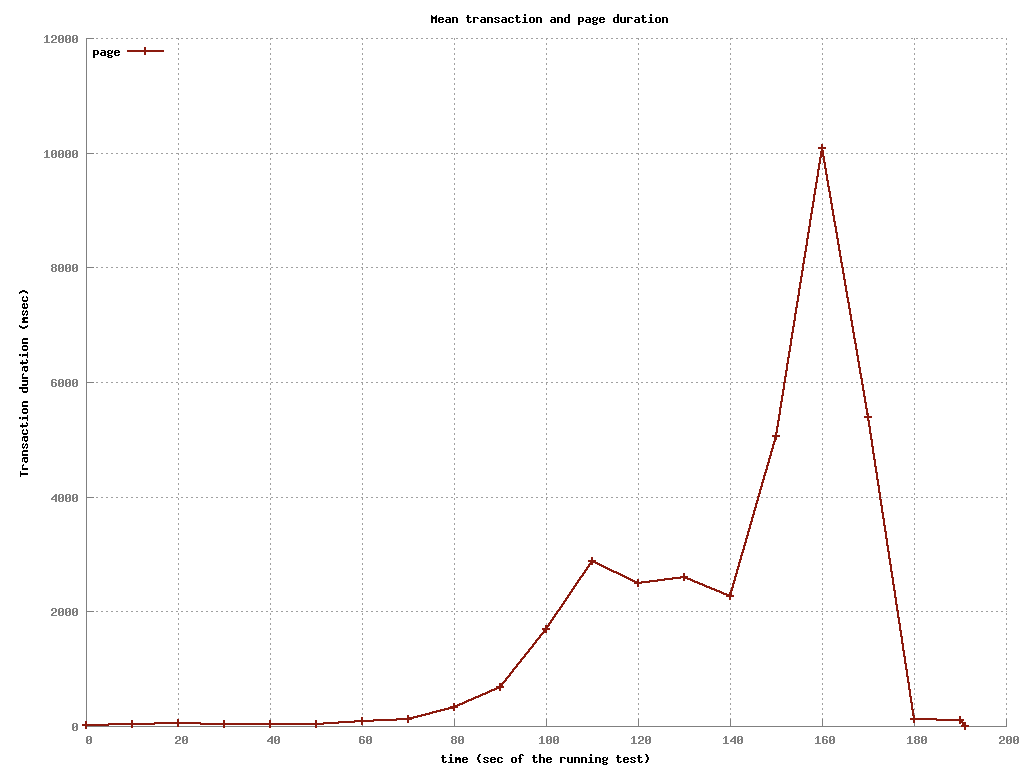 Mean transaction and page duration
12000
page
10000
8000
6000
4000
2000
0
Transaction duration (msec)
0 20 40 60 80 100 120 140 160 180 200
time (sec of the running test)